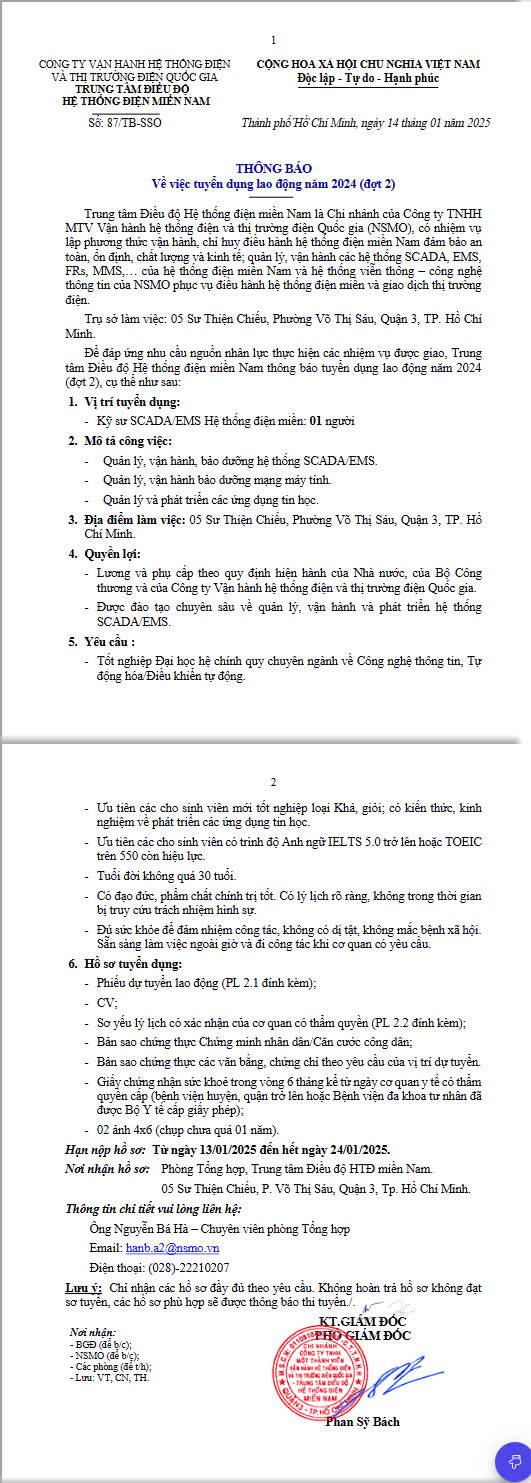 1
CÔNG TY VẬN HÀNH HỆ THỐNG ĐIỆN
VÀ THỊ TRƯỜNG ĐIỆN QUỐC GIA
TRUNG TÂM ĐIỀU ĐỘ
HỆ THỐNG ĐIỆN MIỀN NAM
Số: 87/TB-SSO
CỘNG HÒA XÃ HỘI CHỦ NGHĨA VIỆT NAM
Độc lập - Tự do - Hạnh phúc
Thành phố Hồ Chí Minh, ngày 14 tháng 01 năm 2025
THÔNG BÁO
Về việc tuyển dụng lao động năm 2024 (đợt 2)
Trung tâm Điều độ Hệ thống điện miền Nam là Chi nhánh của Công ty TNHH
MTV Vận hành hệ thống điện và thị trường điện Quốc gia (NSMO), có nhiệm vụ
lập phương thức vận hành, chỉ huy điều hành hệ thống điện miền Nam đảm bảo an
toàn, ổn định, chất lượng và kinh tế; quản lý, vận hành các hệ thống SCADA, EMS,
FRs, MMS,… của hệ thống điện miền Nam và hệ thống viễn thông – công nghệ
thông tin của NSMO phục vụ điều hành hệ thống điện miền và giao dịch thị trường
điện.
Trụ sở làm việc: 05 Sư Thiện Chiếu, Phường Võ Thị Sáu, Quận 3, TP. Hồ Chí
Minh.
Để đáp ứng nhu cầu nguồn nhân lực thực hiện các nhiệm vụ được giao, Trung
tâm Điều độ Hệ thống điện miền Nam thông báo tuyển dụng lao động năm 2024
(đợt 2), cụ thể như sau:
1. Vị trí tuyển dụng:
- Kỹ sư SCADA/EMS Hệ thống điện miền: 01 người
2. Mô tả công việc:
- Quản lý, vận hành, bảo dưỡng hệ thống SCADA/EMS.
- Quản lý, vận hành bảo dưỡng mạng máy tính.
- Quản lý và phát triển các ứng dụng tin học.
3. Địa điểm làm việc: 05 Sư Thiện Chiếu, Phường Võ Thị Sáu, Quận 3, TP. Hồ
Chí Minh.
4. Quyền lợi:
- Lương và phụ cấp theo quy định hiện hành của Nhà nước, của Bộ Công
thương và của Công ty Vận hành hệ thống điện và thị trường điện Quốc gia.
- Được đào tạo chuyên sâu về quản lý, vận hành và phát triển hệ thống
SCADA/EMS.
5. Yêu cầu :
- Tốt nghiệp Đại học hệ chính quy chuyên ngành về Công nghệ thông tin, Tự
động hóa/Điều khiển tự động.
2
- Ưu tiên các cho sinh viên mới tốt nghiệp loại Khá, giỏi; có kiến thức, kinh
nghiệm về phát triển các ứng dụng tin học.
- Ưu tiên các cho sinh viên có trình độ Anh ngữ IELTS 5.0 trở lên hoặc TOEIC
trên 550 còn hiệu lực.
- Tuổi đời không quá 30 tuổi.
- Có đạo đức, phẩm chất chính trị tốt. Có lý lịch rõ ràng, không trong thời gian
bị truy cứu trách nhiệm hình sự.
- Đủ sức khỏe để đảm nhiệm công tác, không có dị tật, không mắc bệnh xã hội.
Sẵn sàng làm việc ngoài giờ và đi công tác khi cơ quan có yêu cầu.
6. Hồ sơ tuyển dụng:
- Phiếu dự tuyển lao động (PL 2.1 đính kèm);
- CV;
- Sơ yếu lý lịch có xác nhận của cơ quan có thẩm quyền (PL 2.2 đính kèm);
- Bản sao chứng thực Chứng minh nhân dân/Căn cước công dân;
- Bản sao chứng thực các văn bằng, chứng chỉ theo yêu cầu của vị trí dự tuyển.
- Giấy chứng nhận sức khoẻ trong vòng 6 tháng kể từ ngày cơ quan y tế có thẩm
quyền cấp (bệnh viện huyện, quận trở lên hoặc Bệnh viện đa khoa tư nhân đã
được Bộ Y tế cấp giấy phép);
- 02 ảnh 4x6 (chụp chưa quá 01 năm).
Hạn nộp hồ sơ: Từ ngày 13/01/2025 đến hết ngày 24/01/2025.
Nơi nhận hồ sơ: Phòng Tổng hợp, Trung tâm Điều độ HTĐ miền Nam.
05 Sư Thiện Chiếu, P. Võ Thị Sáu, Quận 3, Tp. Hồ Chí Minh.
Thông tin chi tiết vui lòng liên hệ:
Ông Nguyễn Bá Hà – Chuyên viên phòng Tổng hợp
Email: hanb.a2@nsmo.vn
Điện thoại: (028)-22210207
Lưu ý: Chỉ nhận các hồ sơ đầy đủ theo yêu cầu. Không hoàn trả hồ sơ không đạt
sơ tuyển, các hồ sơ phù hợp sẽ được thông báo thi tuyển./.
Nơi nhận:
- BGĐ (để b/c);
- NSMO (để b/c);
- Các phòng (để t/h);
- Lưu: VT, CN, TH.
KT.GIÁM ĐỐC
PHÓ GIÁM ĐỐC
CHI NHÁNH
CÔNG TY TNHH
MỘT THÀNH VIÊN
VẬN HÀNH HỆ THỐNG ĐIỆN
VÀ THỊ TRƯỜNG ĐIỆN QUỐC GIA
- TRUNG TÂM ĐIỀU ĐỘ
HỆ THỐNG ĐIỆN
MIỀN NAM
QUẬN 3 - TP. HỒ CHÍ MINH
Phan Sỹ Bách